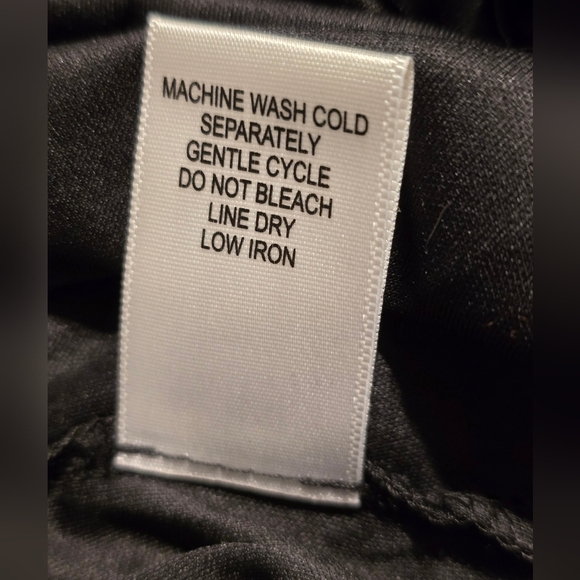 MACHINE WASH COLD
SEPARATELY
GENTLE CYCLE
DO NOT BLEACH
LINE DRY
LOW IRON